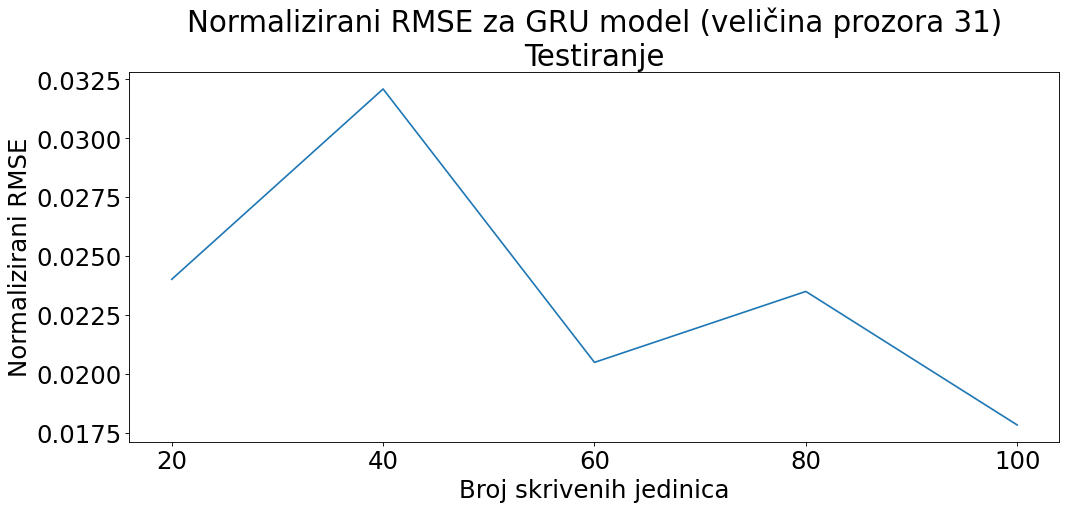 Normalizirani RMSE za GRU model (veličina prozora 31)
Testiranje
Normalizirani RMSE
0.0325
0.0300
0.0275
0.0250
0.0225
0.0200
0.0175
20 40 60 80 100
Broj skrivenih jedinica